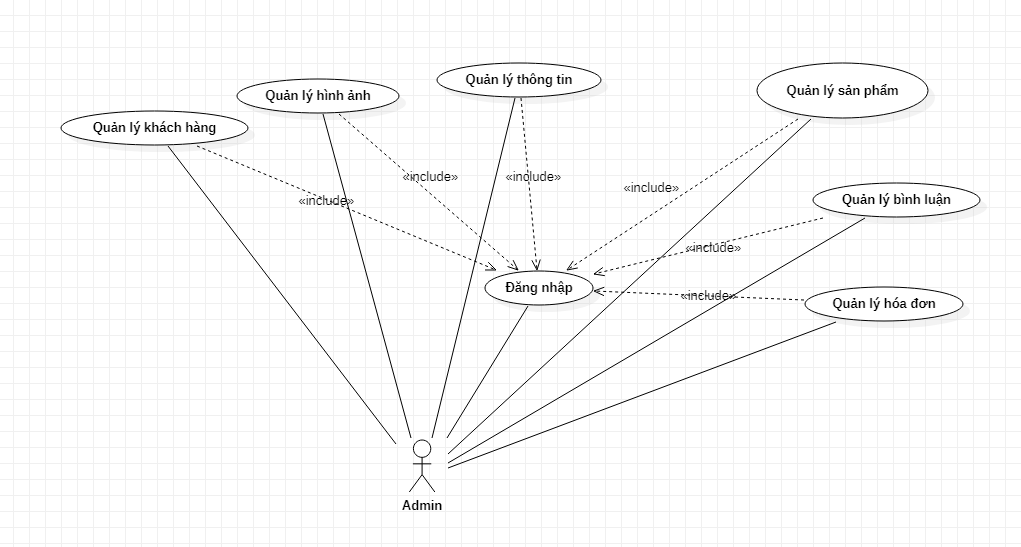 Quản lý thông tin
Quản lý hình ảnh
Quản lý sản phẩm
Quản lý khách hàng
«include»
«include»
«include»
«include»
Quản lý bình luận
«include»
Đăng nhập
«include»
Quản lý hóa đơn
Admin